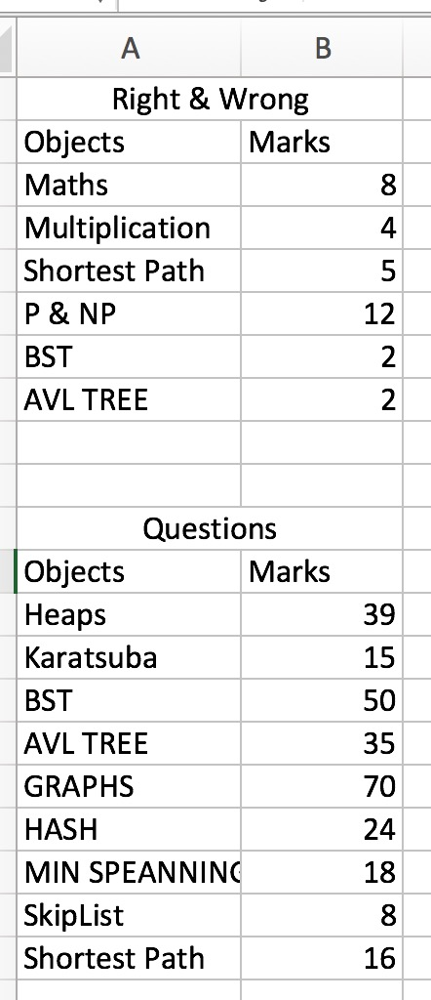 A B
Right & Wrong
Objects Marks
Maths 8
Multiplication 4
Shortest Path 5
P & NP 12
BST 2
AVL TREE 2
Questions
Objects Marks
Heaps 39
Karatsuba 15
BST 50
AVL TREE 35
GRAPHS 70
HASH 24
MIN SPEANNING 18
SkipList 8
Shortest Path 16